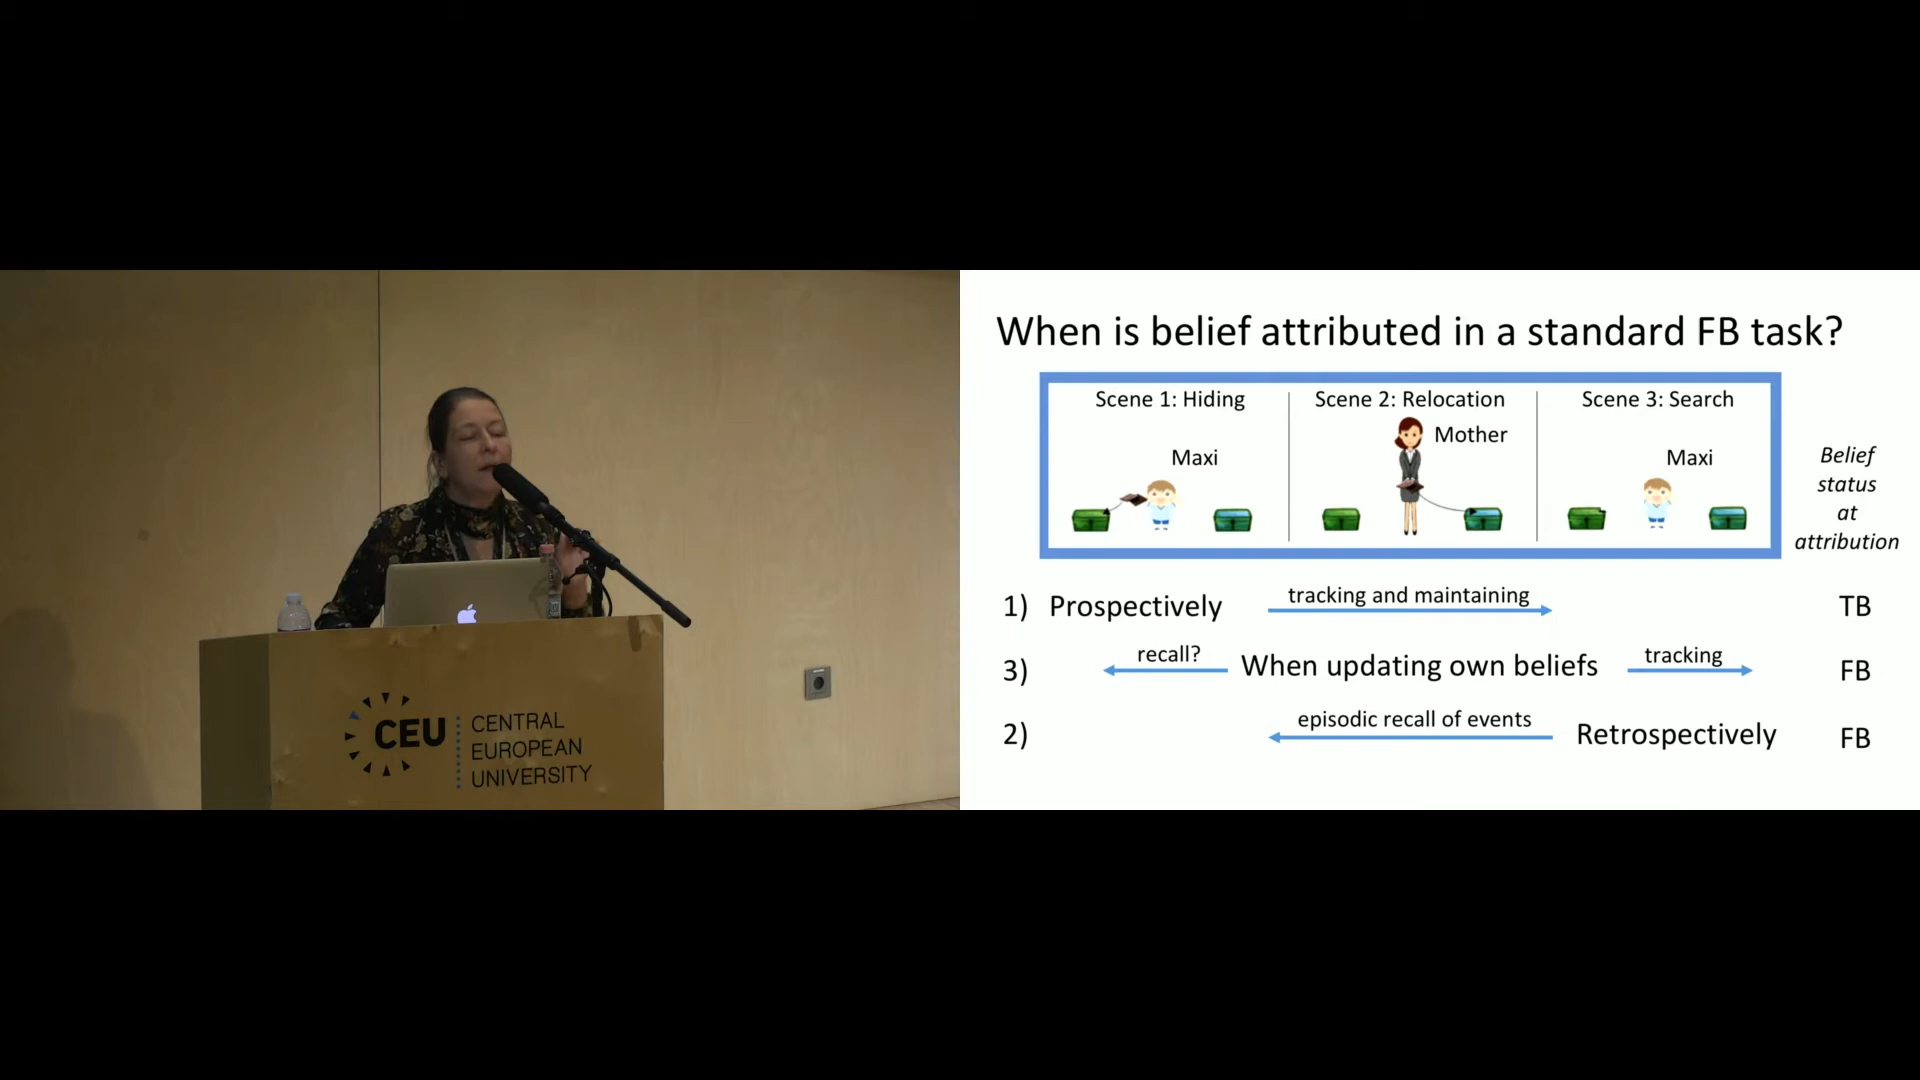 CEU
CENTRAL
EUROPEAN
UNIVERSITY
When is belief attributed in a standard FB task?
Scene 1: Hiding
Maxi
Scene 2: Relocation
Mother
Scene 3: Search
Maxi
Belief
status
at
attribution
1) Prospectively tracking and maintaining TB
3) recall? When updating own beliefs tracking FB
2) episodic recall of events Retrospectively FB